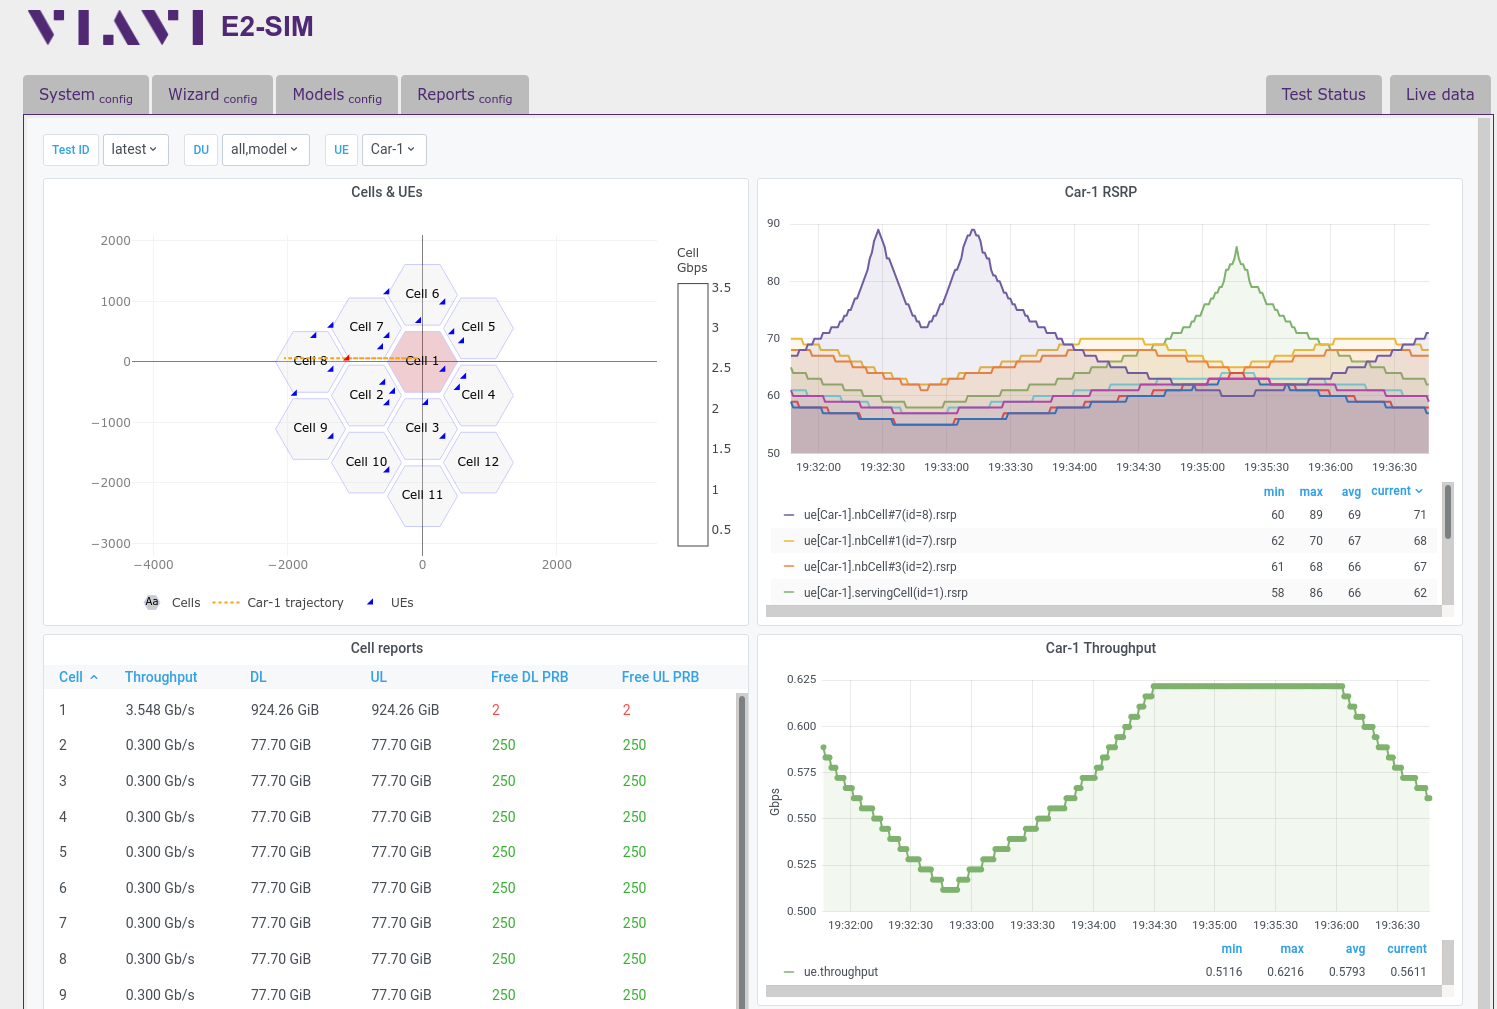 VIAVI E2-SIM
System config Wizard config Models config Reports config Test Status Live data
Test ID latest DU all,model UE Car-1
Cells & UEs
Cell
Gbps
2000
1000
0
−1000
−2000
−3000
−4000 −2000 0 2000
Cell 6
Cell 7 Cell 5
Cell 8 Cell 1
Cell 2 Cell 4
Cell 9 Cell 3
Cell 10 Cell 12
Cell 11
3.5
3
2.5
2
1.5
1
0.5
Aa Cells Car-1 trajectory UEs
Car-1 RSRP
90
80
70
60
50
19:32:00 19:32:30 19:33:00 19:33:30 19:34:00 19:34:30 19:35:00 19:35:30 19:36:00 19:36:30
min max avg current
ue[Car-1].nbCell#7(id=8).rsrp 60 89 69 71
ue[Car-1].nbCell#1(id=7).rsrp 62 70 67 68
ue[Car-1].nbCell#3(id=2).rsrp 61 68 66 67
ue[Car-1].servingCell(id=1).rsrp 58 86 66 62
Cell reports
Cell Throughput DL UL Free DL PRB Free UL PRB
1 3.548 Gb/s 924.26 GiB 924.26 GiB 2 2
2 0.300 Gb/s 77.70 GiB 77.70 GiB 250 250
3 0.300 Gb/s 77.70 GiB 77.70 GiB 250 250
4 0.300 Gb/s 77.70 GiB 77.70 GiB 250 250
5 0.300 Gb/s 77.70 GiB 77.70 GiB 250 250
6 0.300 Gb/s 77.70 GiB 77.70 GiB 250 250
7 0.300 Gb/s 77.70 GiB 77.70 GiB 250 250
8 0.300 Gb/s 77.70 GiB 77.70 GiB 250 250
9 0.300 Gb/s 77.70 GiB 77.70 GiB 250 250
Car-1 Throughput
Gbps
0.625
0.600
0.575
0.550
0.525
0.500
19:32:00 19:32:30 19:33:00 19:33:30 19:34:00 19:34:30 19:35:00 19:35:30 19:36:00 19:36:30
min max avg current
ue.throughput 0.5116 0.6216 0.5793 0.5611